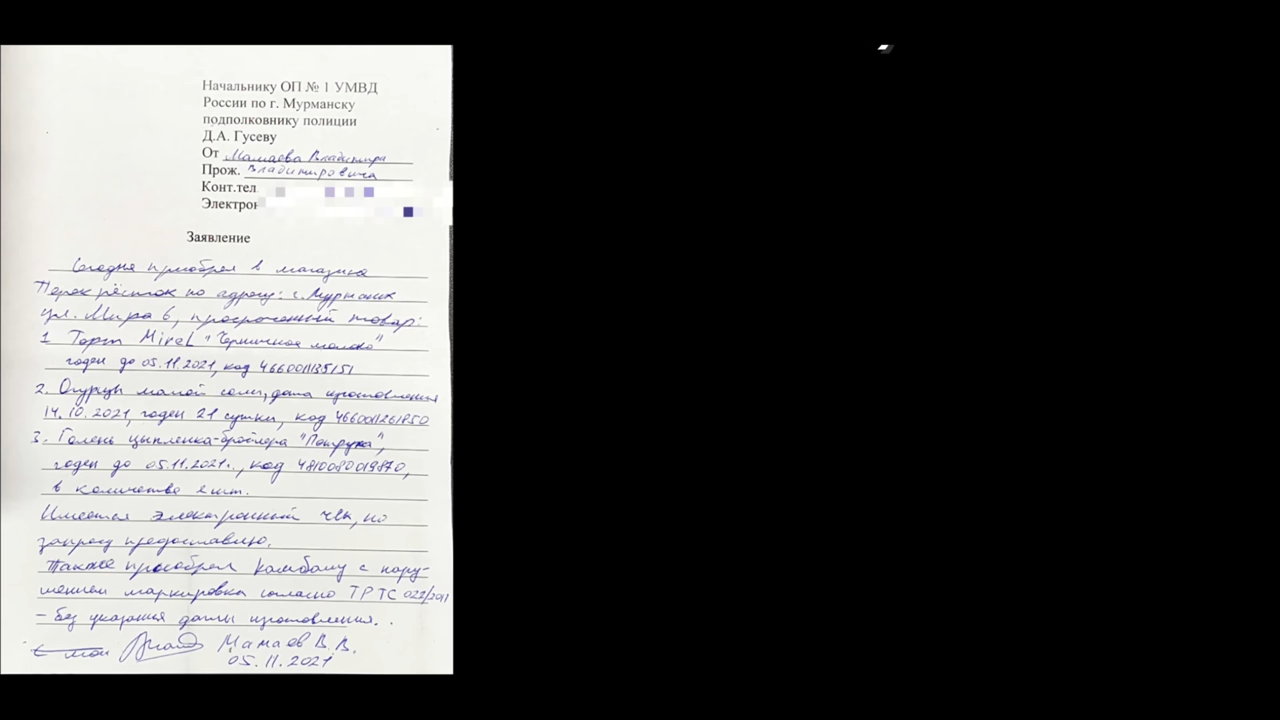 Начальнику ОП № 1 УМВД
России по г. Мурманску
подполковнику полиции
Д.А. Гусеву
От Мамаева Владимира
Прож. Владимировича
Конт.тел
Электрон
Заявление
Сегодня приобрел в магазине
Перекрёсток по адресу: г. Мурманск
ул. Мира 6, просроченный товар:
1 Торт Mirel "Черничное молоко"
годен до 05.11.2021, код 4660011135151
2. Огурцы малой соли, дата изготовления
14.10.2021, годен 21 сутки, код 4660011261850
3. Голень цыпленка-бройлера "Петруха",
годен до 05.11.2021г., код 4810080019870,
в количестве шт.
Имеется электронный чек, по
запросу предоставлю.
Также приобрел камбалу с нару-
шением маркировки согласно ТР ТС 022/2011
- без указания даты изготовления.
Мамаев В.В.
05.11.2021